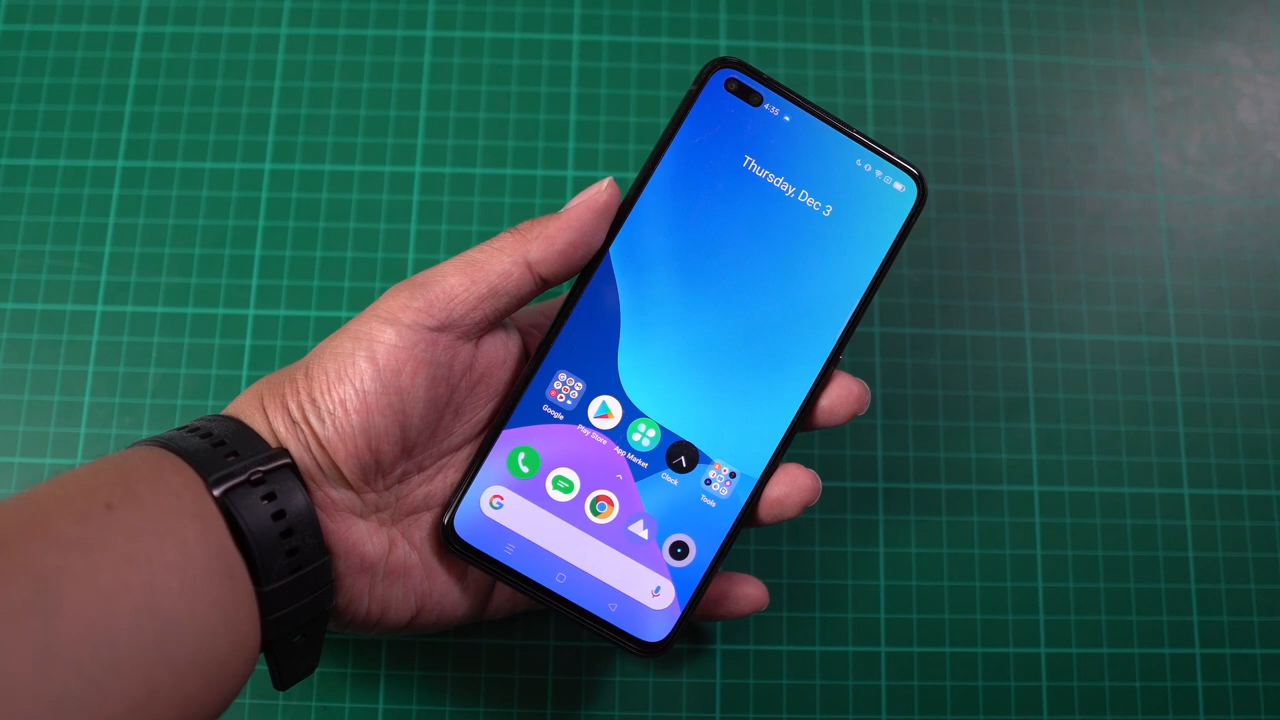 4:35
Thursday, Dec 3
Google
Play Store
App Market
Clock
Tools
G